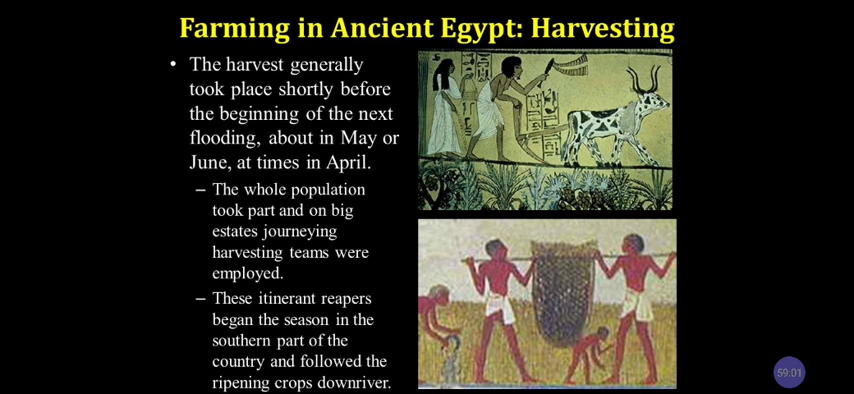 Farming in Ancient Egypt: Harvesting
• The harvest generally
took place shortly before
the beginning of the next
flooding, about in May or
June, at times in April.
– The whole population
took part and on big
estates journeying
harvesting teams were
employed.
– These itinerant reapers
began the season in the
southern part of the
country and followed the
ripening crops downriver.
59:01